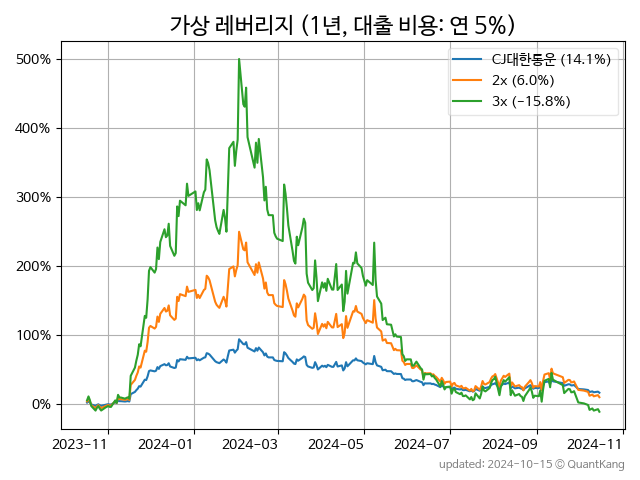 가상 레버리지 (1년, 대출 비용: 연 5%)
CJ대한통운 (14.1%)
2x (6.0%)
3x (-15.8%)
500%
400%
300%
200%
100%
0%
2023-11 2024-01 2024-03 2024-05 2024-07 2024-09 2024-11
updated: 2024-10-15 © QuantKang